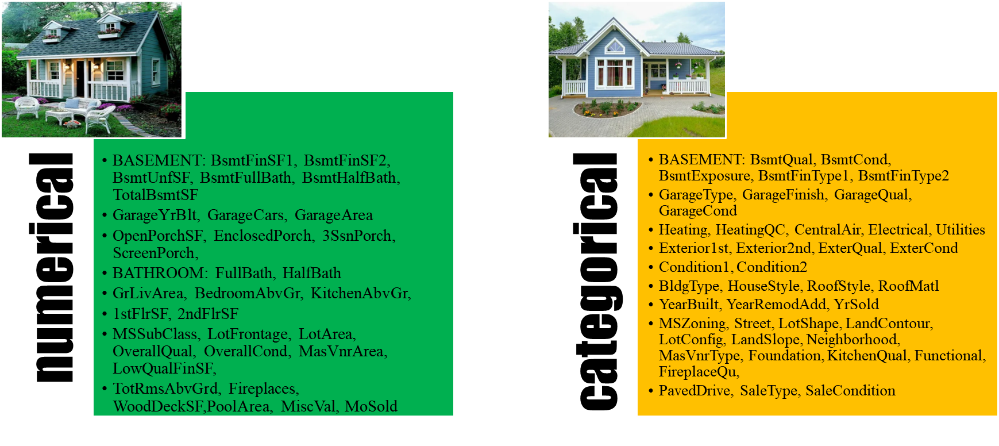 numerical
• BASEMENT: BsmtFinSF1, BsmtFinSF2,
BsmtUnfSF, BsmtFullBath, BsmtHalfBath,
TotalBsmtSF
• GarageYrBlt, GarageCars, GarageArea
• OpenPorchSF, EnclosedPorch, 3SsnPorch,
ScreenPorch,
• BATHROOM: FullBath, HalfBath
• GrLivArea, BedroomAbvGr, KitchenAbvGr,
• 1stFlrSF, 2ndFlrSF
• MSSubClass, LotFrontage, LotArea,
OverallQual, OverallCond, MasVnrArea,
LowQualFinSF,
• TotRmsAbvGrd, Fireplaces,
WoodDeckSF,PoolArea, MiscVal, MoSold
categorical
• BASEMENT: BsmtQual, BsmtCond,
BsmtExposure, BsmtFinType1, BsmtFinType2
• GarageType, GarageFinish, GarageQual,
GarageCond
• Heating, HeatingQC, CentralAir, Electrical, Utilities
• Exterior1st, Exterior2nd, ExterQual, ExterCond
• Condition1, Condition2
• BldgType, HouseStyle, RoofStyle, RoofMatl
• YearBuilt, YearRemodAdd, YrSold
• MSZoning, Street, LotShape, LandContour,
LotConfig, LandSlope, Neighborhood,
MasVnrType, Foundation, KitchenQual, Functional,
FireplaceQu,
• PavedDrive, SaleType, SaleCondition